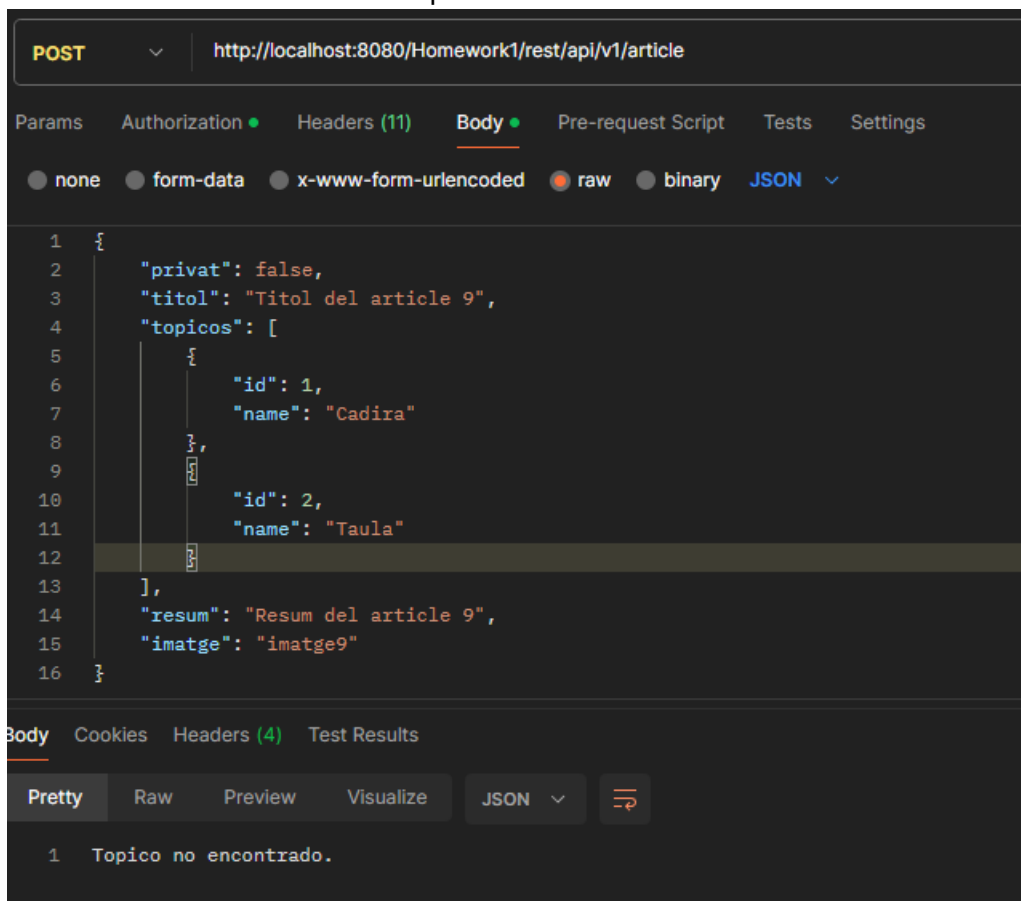 POST http://localhost:8080/Homework1/rest/api/v1/article
Params Authorization Headers (11) Body Pre-request Script Tests Settings
none form-data x-www-form-urlencoded raw binary JSON
1 {
2 "privat": false,
3 "titol": "Titol del article 9",
4 "topicos": [
5 {
6 "id": 1,
7 "name": "Cadira"
8 },
9 {
10 "id": 2,
11 "name": "Taula"
12 }
13 ],
14 "resum": "Resum del article 9",
15 "imatge": "imatge9"
16 }
Body Cookies Headers (4) Test Results
Pretty Raw Preview Visualize JSON
1 Topico no encontrado.